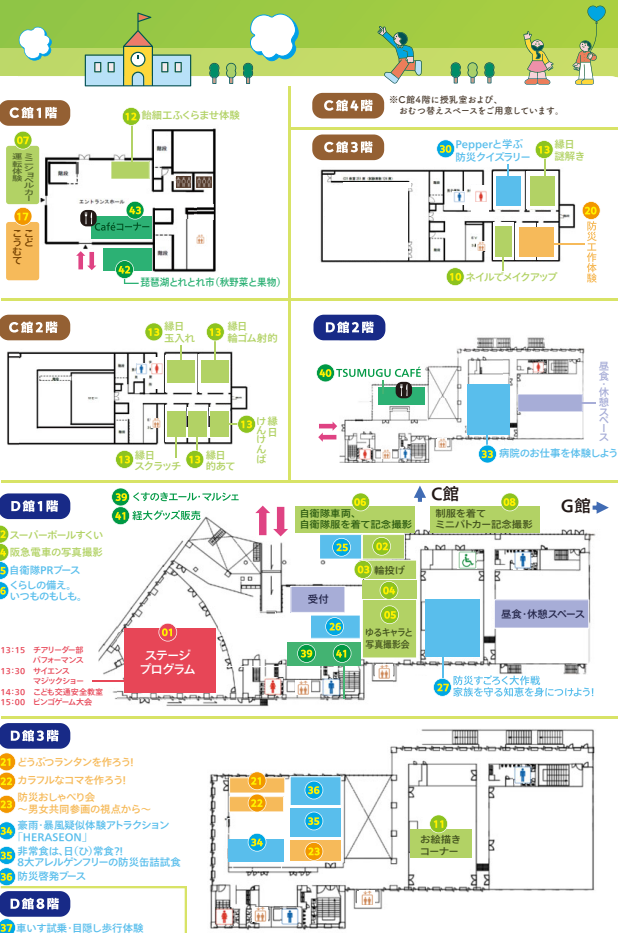 C館1階
12 飴細工ふくらませ体験
07 ミニショベルカー
運転体験
17 こども
こうむてん
階段
階段
エントランスホール
43
Caféコーナー
階段
42
琵琶湖とれとれ市(秋野菜と果物)
C館4階
※C館4階に授乳室および、
おむつ替えスペースをご用意しています。
C館3階
30 Pepperと学ぶ
防災クイズラリー
13 縁日
謎解き
20 防災工作体験
10 ネイルでメイクアップ
C館2階
13 縁日
玉入れ
13 縁日
輪ゴム射的
13 縁日
けんけんぱ
13 縁日
スクラッチ
13 縁日
的あて
D館2階
40 TSUMUGU CAFÉ
昼食・休憩スペース
33 病院のお仕事を体験しよう
D館1階
39 くすのきエール・マルシェ
41 経大グッズ販売
2 スーパーボールすくい
4 阪急電車の写真撮影
5 自衛隊PRブース
6 くらしの備え。
いつものもしも。
06
自衛隊車両、
自衛隊服を着て記念撮影
C館
08
制服を着て
ミニパトカー記念撮影
G館
25
02
03 輪投げ
04
受付
05
ゆるキャラと
写真撮影会
26
39
41
01
ステージ
プログラム
昼食・休憩スペース
27 防災すごろく大作戦
家族を守る知恵を身につけよう!
13:15 チアリーダー部
パフォーマンス
13:30 サイエンス
マジックショー
14:30 こども交通安全教室
15:00 ビンゴゲーム大会
D館3階
21 どうぶつランタンを作ろう!
22 カラフルなコマを作ろう!
23 防災おしゃべり会
〜男女共同参画の視点から〜
34 豪雨・暴風疑似体験アトラクション
「HERASEON」
35 非常食は、日(ひ)常食?!
8大アレルゲンフリーの防災缶詰試食
36 防災啓発ブース
21
22
34
36
35
23
11
お絵描き
コーナー
D館8階
37 車いす試乗・目隠し歩行体験